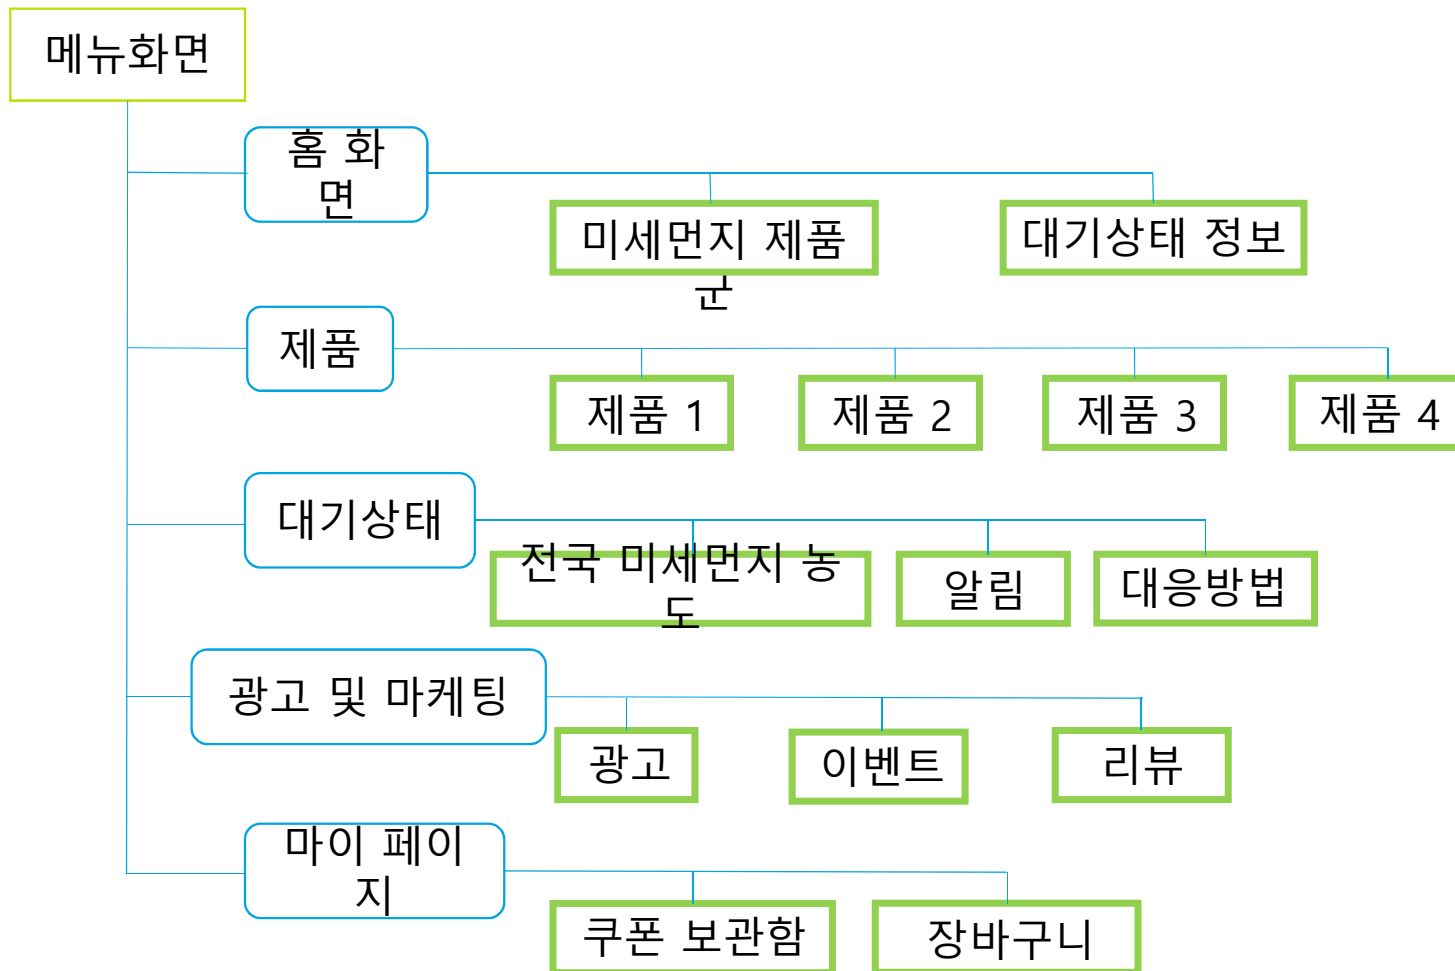 메뉴화면
홈 화
면
미세먼지 제품
군
대기상태 정보
제품
제품 1
제품 2
제품 3
제품 4
대기상태
전국 미세먼지 농
도
알림
대응방법
광고 및 마케팅
광고
이벤트
리뷰
마이 페이
지
쿠폰 보관함
장바구니